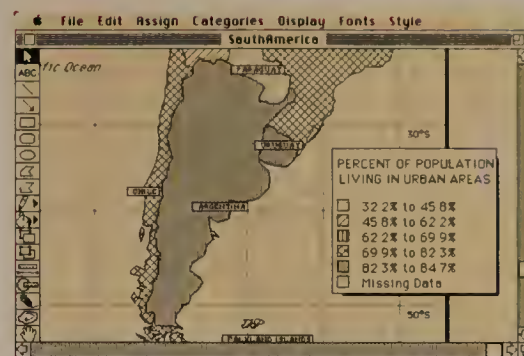 File Edit Assign Categories Display Fonts Style
SouthAmerica
ABC
fic Ocean
PARAGUAY
30°S
URUGUAY
PERCENT OF POPULATION
LIVING IN URBAN AREAS
CHILE
32.2% to 45.8%
ARGENTINA
45.8% to 62.2%
62.2% to 69.9%
69.9% to 82.3%
82.3% to 84.7%
Missing Data
50°S
FALKLAND ISLANDS